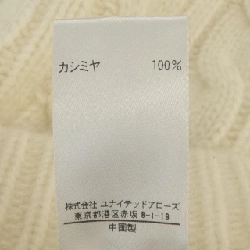 カシミヤ 100%
株式会社 ユナイテッドアローズ
東京都港区赤坂 8-1-19
中国製